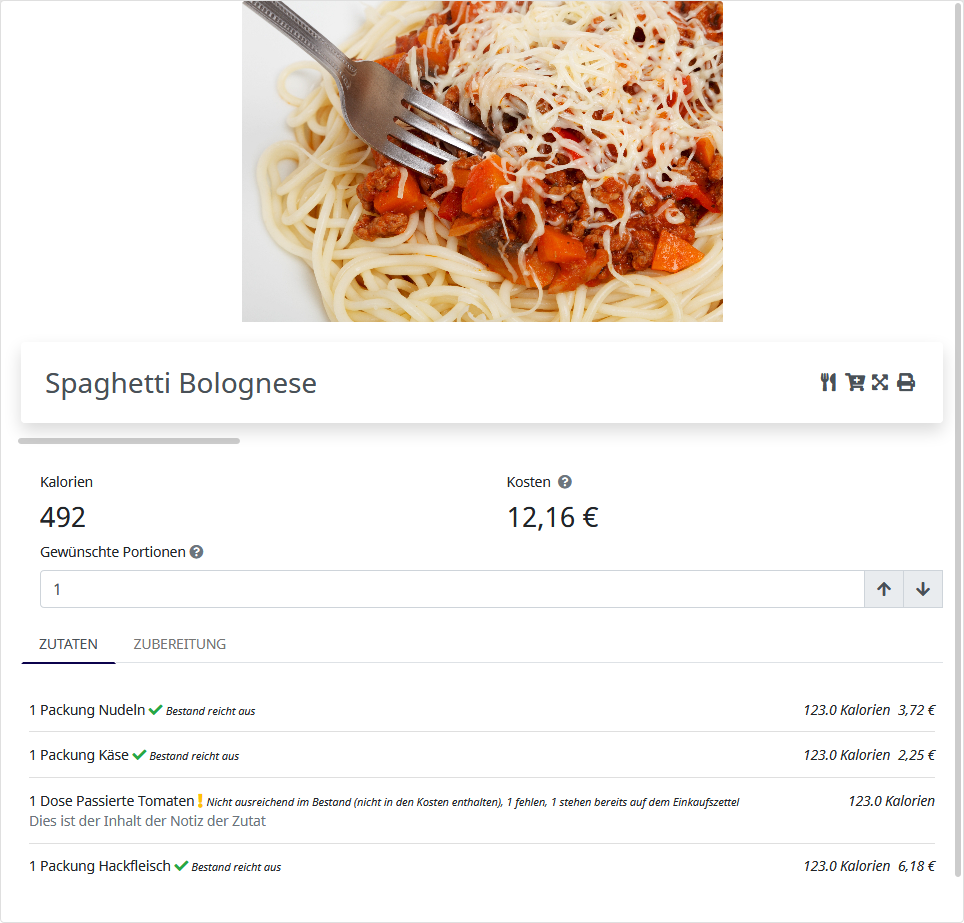 Spaghetti Bolognese
Kalorien
492
Kosten
12,16 €
Gewünschte Portionen
1
ZUTATEN ZUBEREITUNG
1 Packung Nudeln Bestand reicht aus 123.0 Kalorien 3,72 €
1 Packung Käse Bestand reicht aus 123.0 Kalorien 2,25 €
1 Dose Passierte Tomaten Nicht ausreichend im Bestand (nicht in den Kosten enthalten), 1 fehlen, 1 stehen bereits auf dem Einkaufszettel 123.0 Kalorien
Dies ist der Inhalt der Notiz der Zutat
1 Packung Hackfleisch Bestand reicht aus 123.0 Kalorien 6,18 €